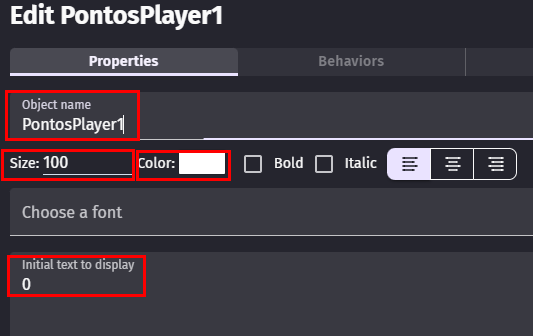 Edit PontosPlayer1
Properties Behaviors
Object name
PontosPlayer1
Size: 100 Color: Bold Italic
Choose a font
Initial text to display
0